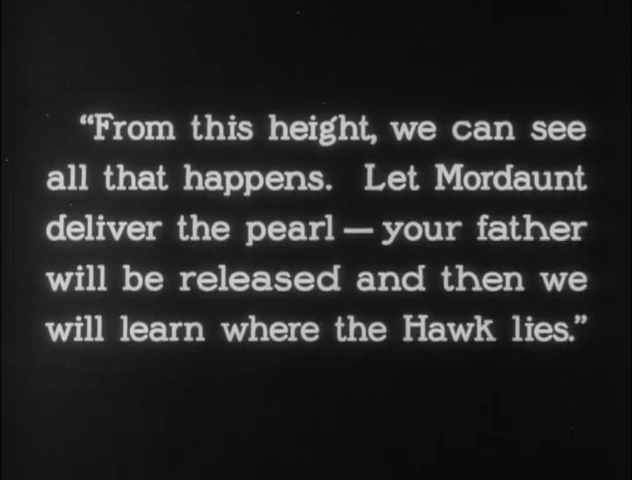 “From this height, we can see
all that happens.  Let Mordaunt
deliver the pearl — your father
will be released and then we
will learn where the Hawk lies.”